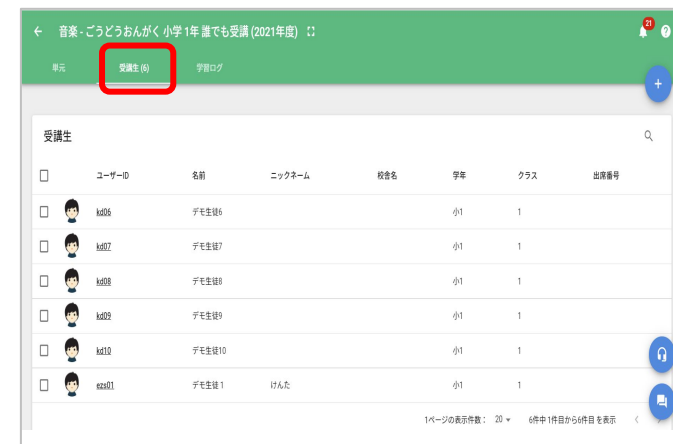 音楽 - ごうどうおんがく 小学 1年 誰でも受講 (2021年度)
21
単元 受講生 (6) 学習ログ
受講生
ユーザーID 名前 ニックネーム 校舎名 学年 クラス 出席番号
kd06 デモ生徒6 小1 1
kd07 デモ生徒7 小1 1
kd08 デモ生徒8 小1 1
kd09 デモ生徒9 小1 1
kd10 デモ生徒10 小1 1
ezs01 デモ生徒 1 けんた 小1 1
1ページの表示件数： 20 6件中 1件目から6件目 を表示